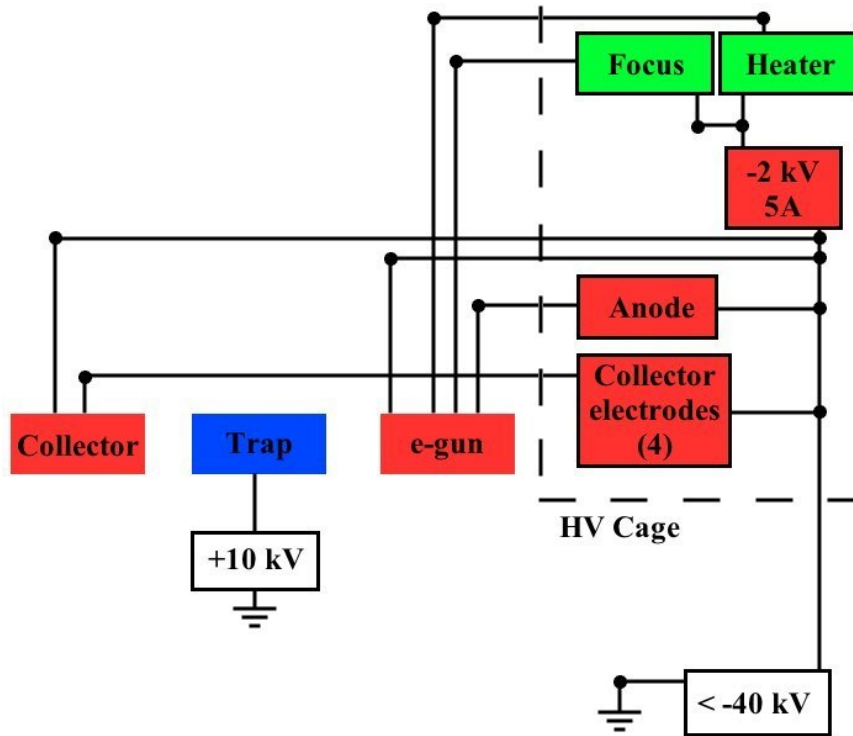 Focus
Heater
-2 kV
5A
Anode
Collector
electrodes
(4)
Collector
Trap
e-gun
HV Cage
+10 kV
< -40 kV